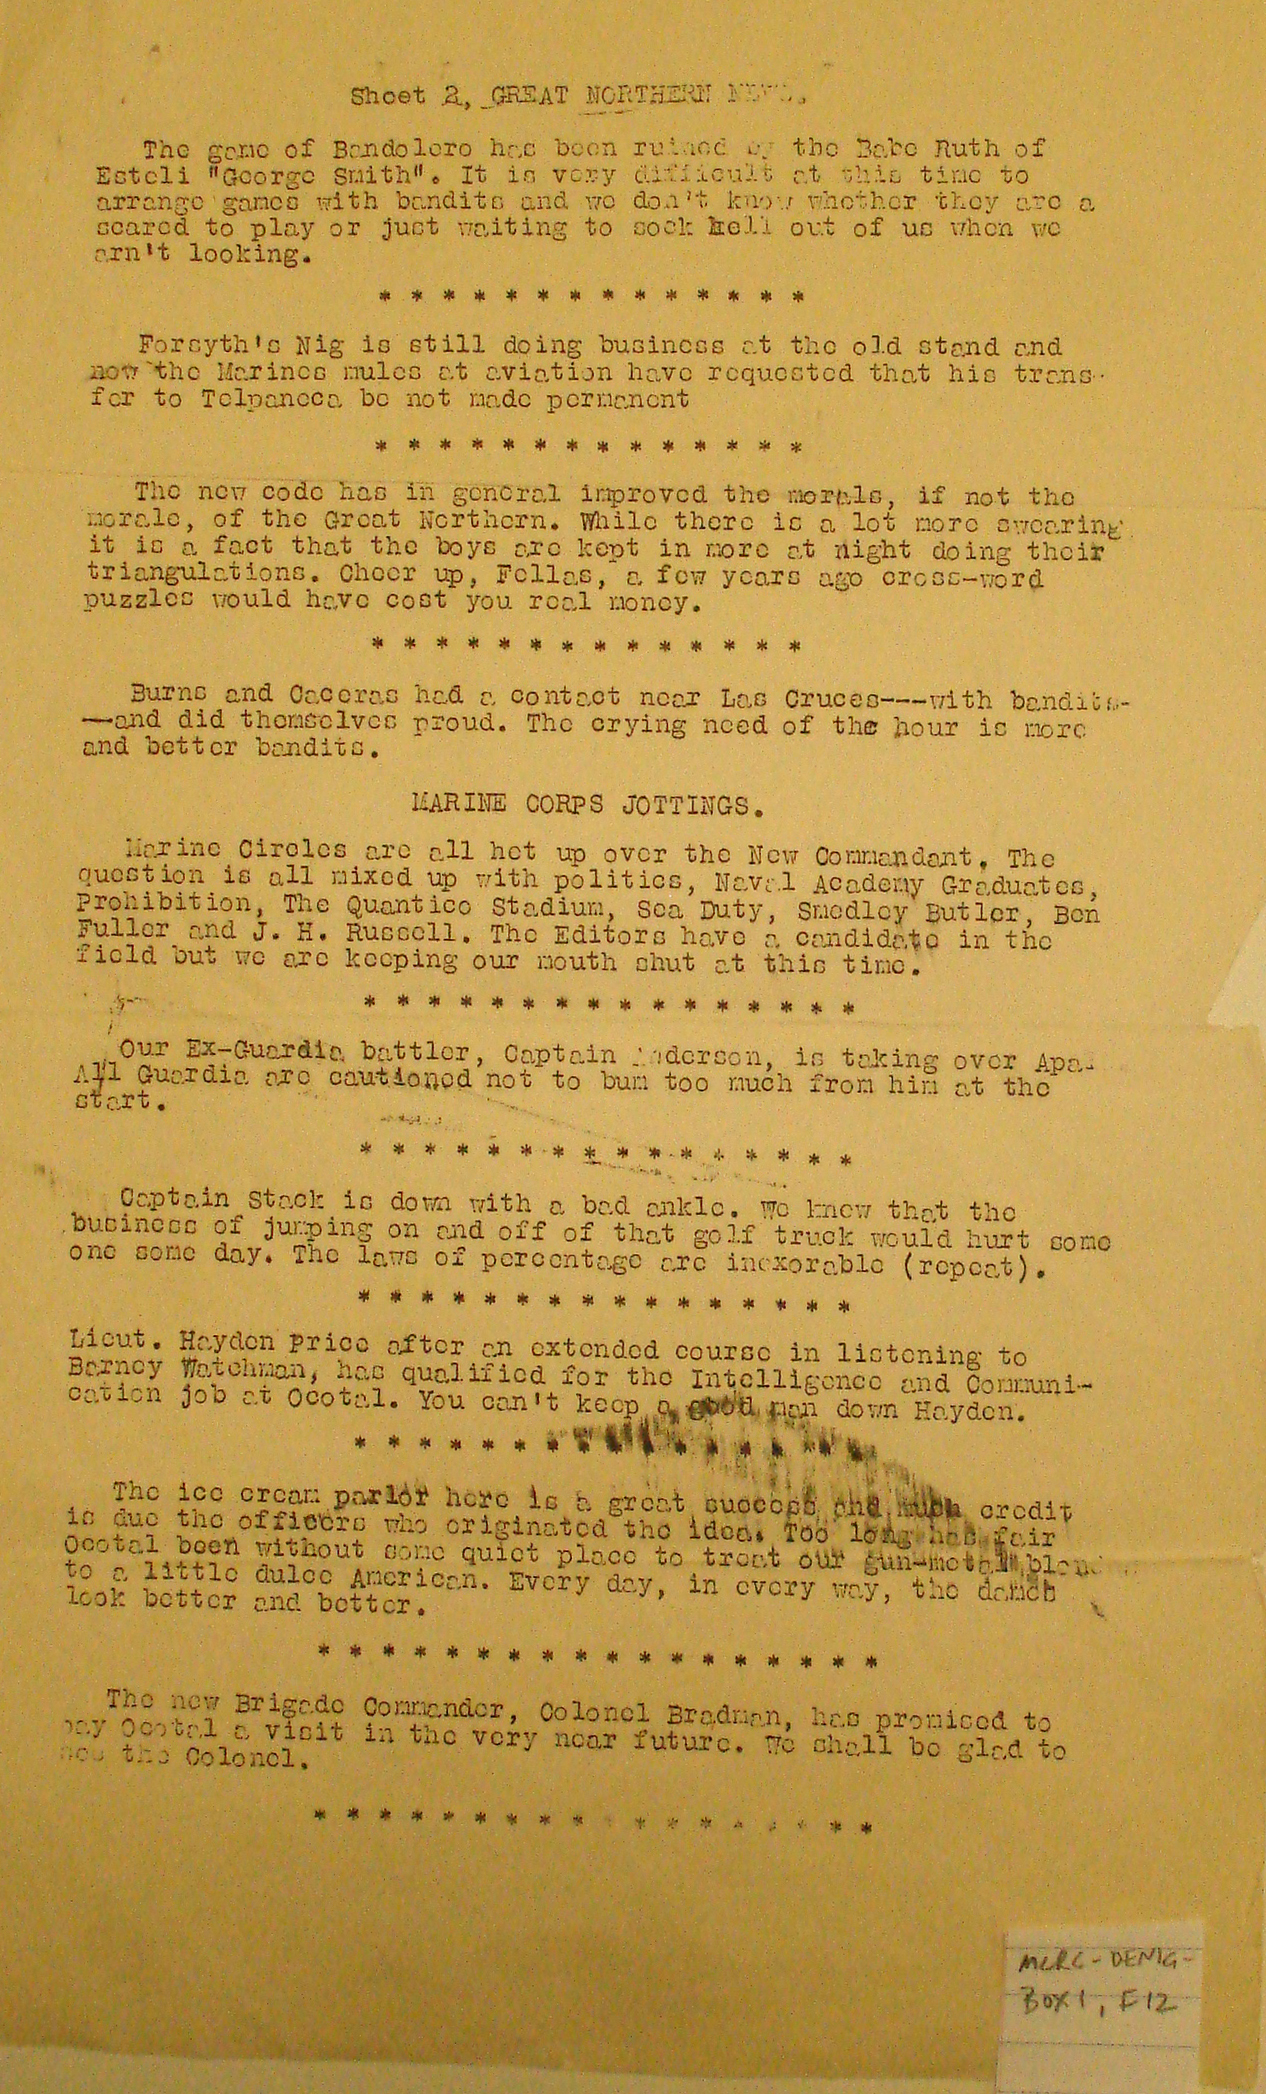 Sheet 2, GREAT NORTHERN NEWS.
The game of Bandolero has been ruined by the Babe Ruth of
Esteli "George Smith". It is very difficult at this time to
arrange games with bandits and we don't know whether they are a
scared to play or just waiting to sock hell out of us when we
arn't looking.
* * * * * * * * * * * * * *
Forsyth's Nig is still doing business at the old stand and
now the Marines mules at aviation have requested that his trans-
fer to Telpaneca be not made permanent
* * * * * * * * * * * * * *
The new code has in general improved the morals, if not the
morale, of the Great Northern. While there is a lot more swearing
it is a fact that the boys are kept in more at night doing their
triangulations. Cheer up, Fellas, a few years ago cross-word
puzzles would have cost you real money.
* * * * * * * * * * * * * *
Burns and Caceras had a contact near Las Cruces---with bandits-
-and did themselves proud. The crying need of the hour is more
and better bandits.
MARINE CORPS JOTTINGS.
Marine Circles are all het up over the New Commandant. The
question is all mixed up with politics, Naval Academy Graduates,
Prohibition, The Quantico Stadium, Sea Duty, Smedley Butler, Ben
Fuller and J. H. Russell. The Editors have a candidate in the
field but we are keeping our mouth shut at this time.
* * * * * * * * * * * * * * * *
Our Ex-Guardia battler, Captain Anderson, is taking over Apa-
All Guardia are cautioned not to bum too much from him at the
start.
* * * * * * * * * * * * * * * *
Captain Stack is down with a bad ankle. We knew that the
business of jumping on and off of that golf truck would hurt some
one some day. The laws of percentage are inexorable (repeat).
* * * * * * * * * * * * * * * *
Lieut. Hayden Price after an extended course in listening to
Barney Watchman, has qualified for the Intelligence and Communi-
cation job at Ocotal. You can't keep a good man down Hayden.
* * * * * * * * * * * * * * * *
The ice cream parlor here is a great success and much credit
is due the officers who originated the idea. Too long has fair
Ocotal been without some quiet place to treat our gun-metal
to a little dulce American. Every day, in every way, the dames
look better and better.
* * * * * * * * * * * * * * * * * *
The new Brigade Commander, Colonel Bradman, has promised to
pay Ocotal a visit in the very near future. We shall be glad to
see the Colonel.
* * * * * * * * * * * * * * * * * *
MCRC-DENIG-
BOX 1, F12